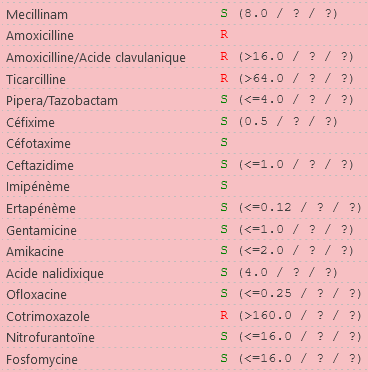 Mecillinam S (8.0 / ? / ?)
Amoxicilline R
Amoxicilline/Acide clavulanique R (>16.0 / ? / ?)
Ticarcilline R (>64.0 / ? / ?)
Pipera/Tazobactam S (<=4.0 / ? / ?)
Céfixime S (0.5 / ? / ?)
Céfotaxime S
Ceftazidime S (<=1.0 / ? / ?)
Imipénème S
Ertapénème S (<=0.12 / ? / ?)
Gentamicine S (<=1.0 / ? / ?)
Amikacine S (<=2.0 / ? / ?)
Acide nalidixique S (4.0 / ? / ?)
Ofloxacine S (<=0.25 / ? / ?)
Cotrimoxazole R (>160.0 / ? / ?)
Nitrofurantoïne S (<=16.0 / ? / ?)
Fosfomycine S (<=16.0 / ? / ?)